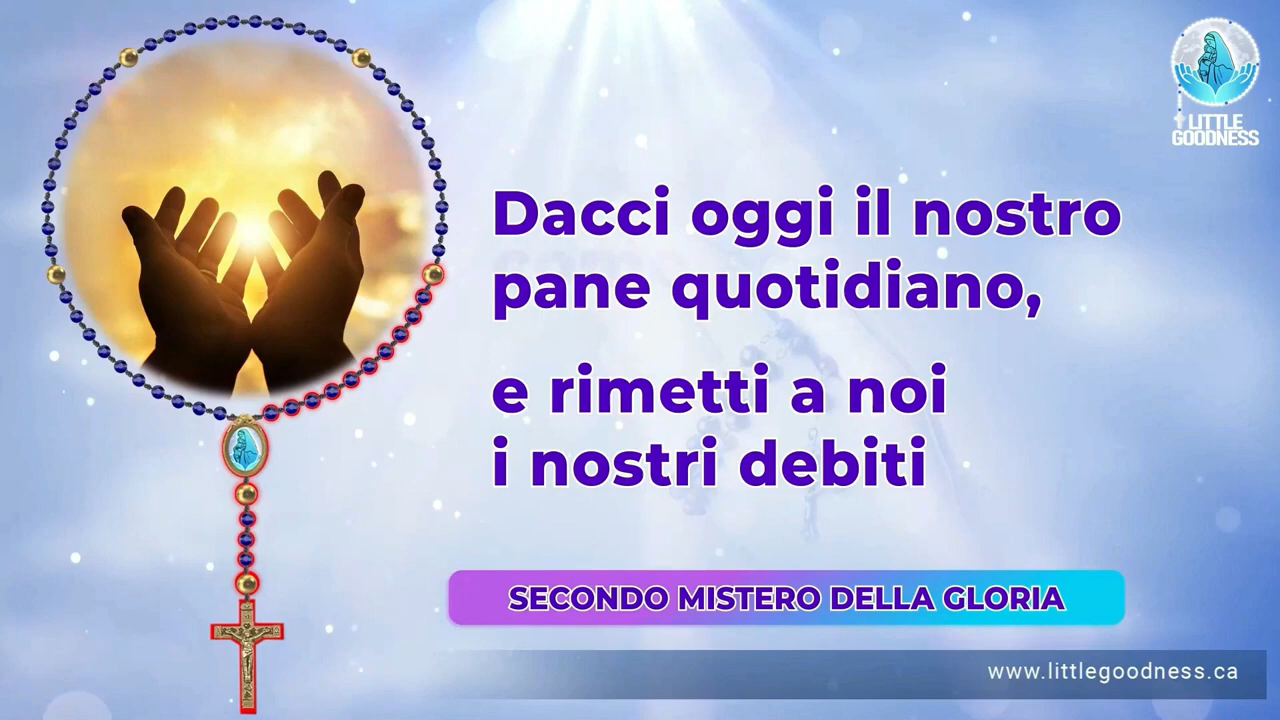 LITTLE
GOODNESS
Dacci oggi il nostro
pane quotidiano,
e rimetti a noi
i nostri debiti
SECONDO MISTERO DELLA GLORIA
www.littlegoodness.ca